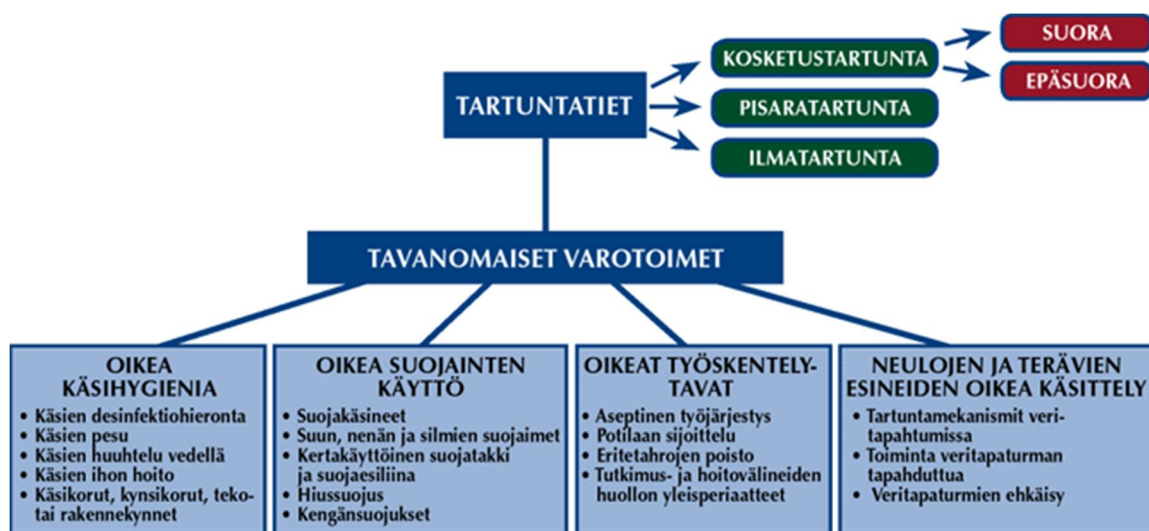 TARTUNTATIET
KOSKETUSTARTUNTA
SUORA
EPÄSUORA
PISARATARTUNTA
ILMATARTUNTA
TAVANOMAISET VAROTOIMET
OIKEA
KÄSIHYGIENIA
• Käsien desinfektiohieronta
• Käsien pesu
• Käsien huuhtelu vedellä
• Käsien ihon hoito
• Käsikorut, kynsikorut, teko-
tai rakennekynnet
OIKEA SUOJAINTEN
KÄYTTÖ
• Suojakäsineet
• Suun, nenän ja silmien suojaimet
• Kertakäyttöinen suojatakki
ja suojaesiliina
• Hiussuojus
• Kengänsuojukset
OIKEAT TYÖSKENTELY-
TAVAT
• Aseptinen työjärjestys
• Potilaan sijoittelu
• Eritetahrojen poisto
• Tutkimus- ja hoitovälineiden
huollon yleisperiaatteet
NEULOJEN JA TERÄVIEN
ESINEIDEN OIKEA KÄSITTELY
• Tartuntamekanismit veri-
tapahtumissa
• Toiminta veritapaturman
tapahduttua
• Veritapaturmien ehkäisy